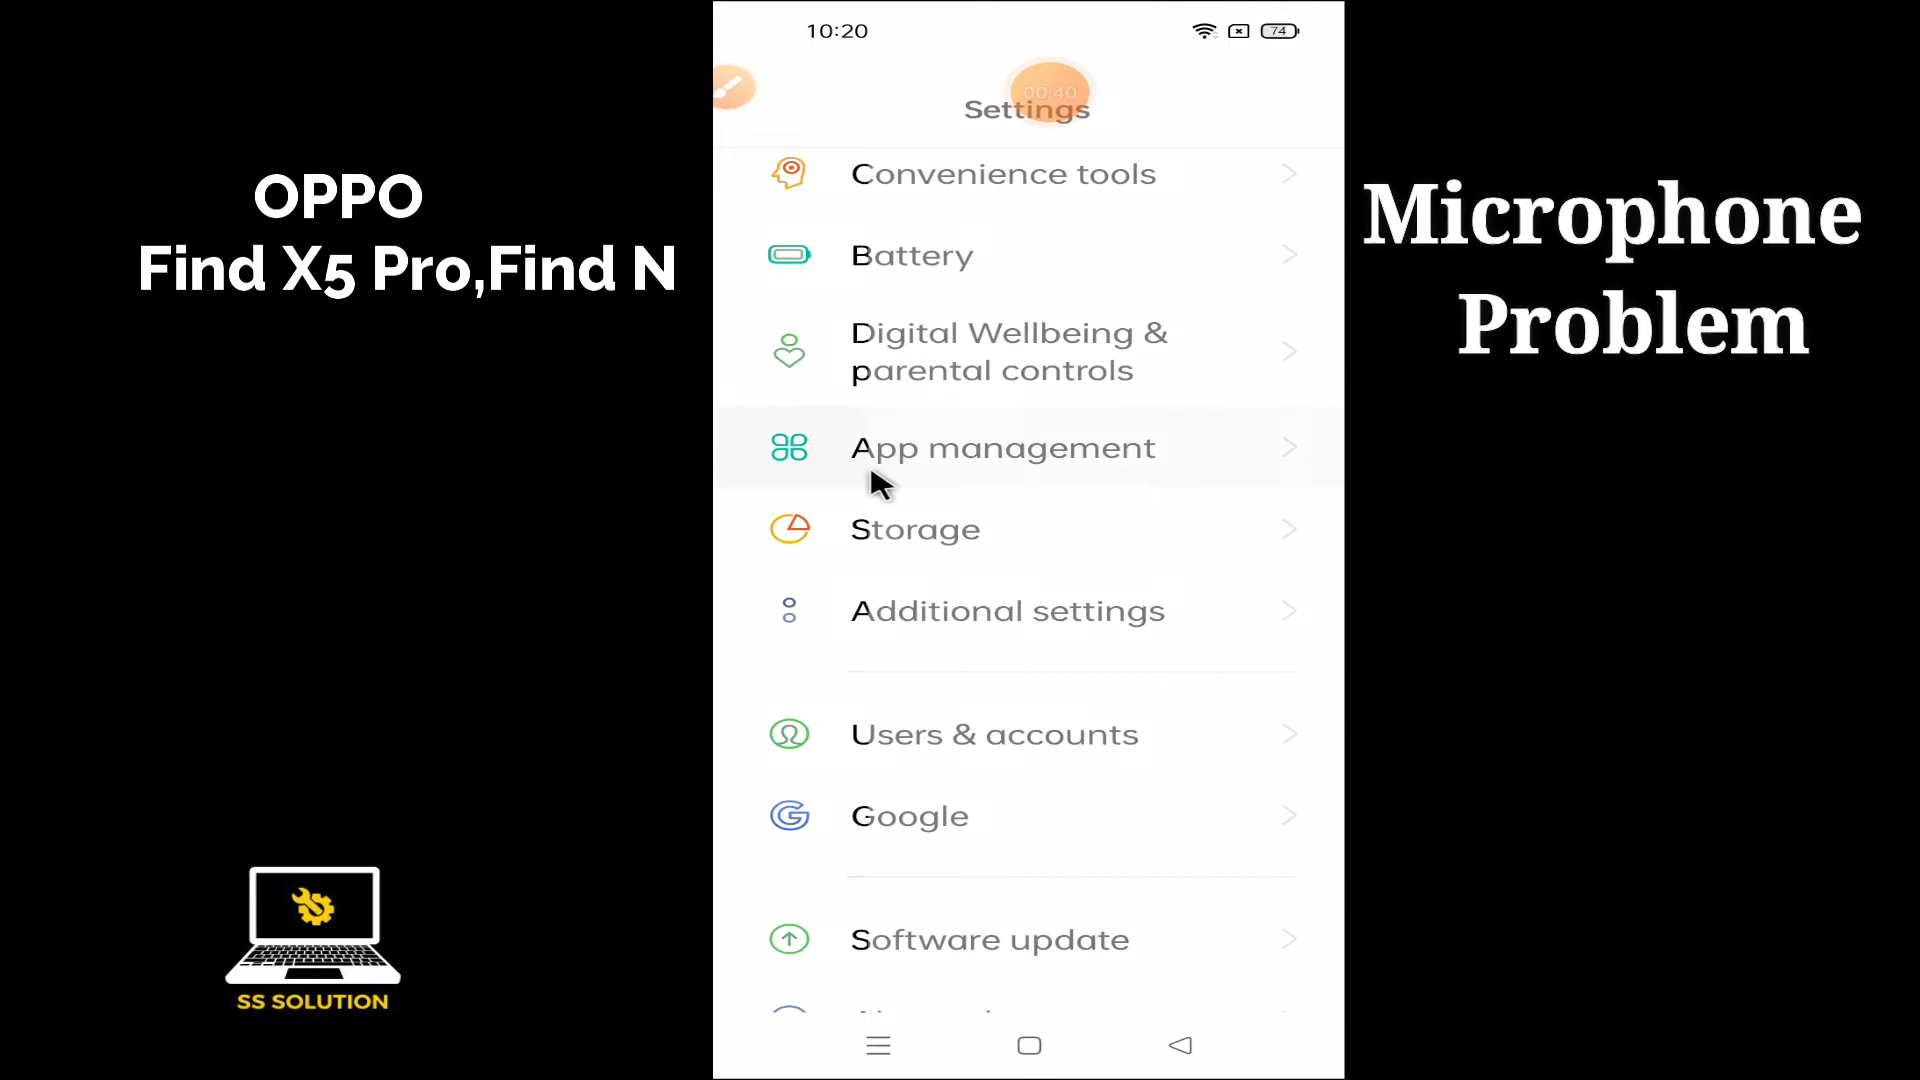 OPPO
Find X5 Pro,Find N
10:20
74
00:40
Settings
Convenience tools
Battery
Digital Wellbeing &
parental controls
App management
Storage
Additional settings
Users & accounts
Google
Software update
Microphone
Problem
SS SOLUTION